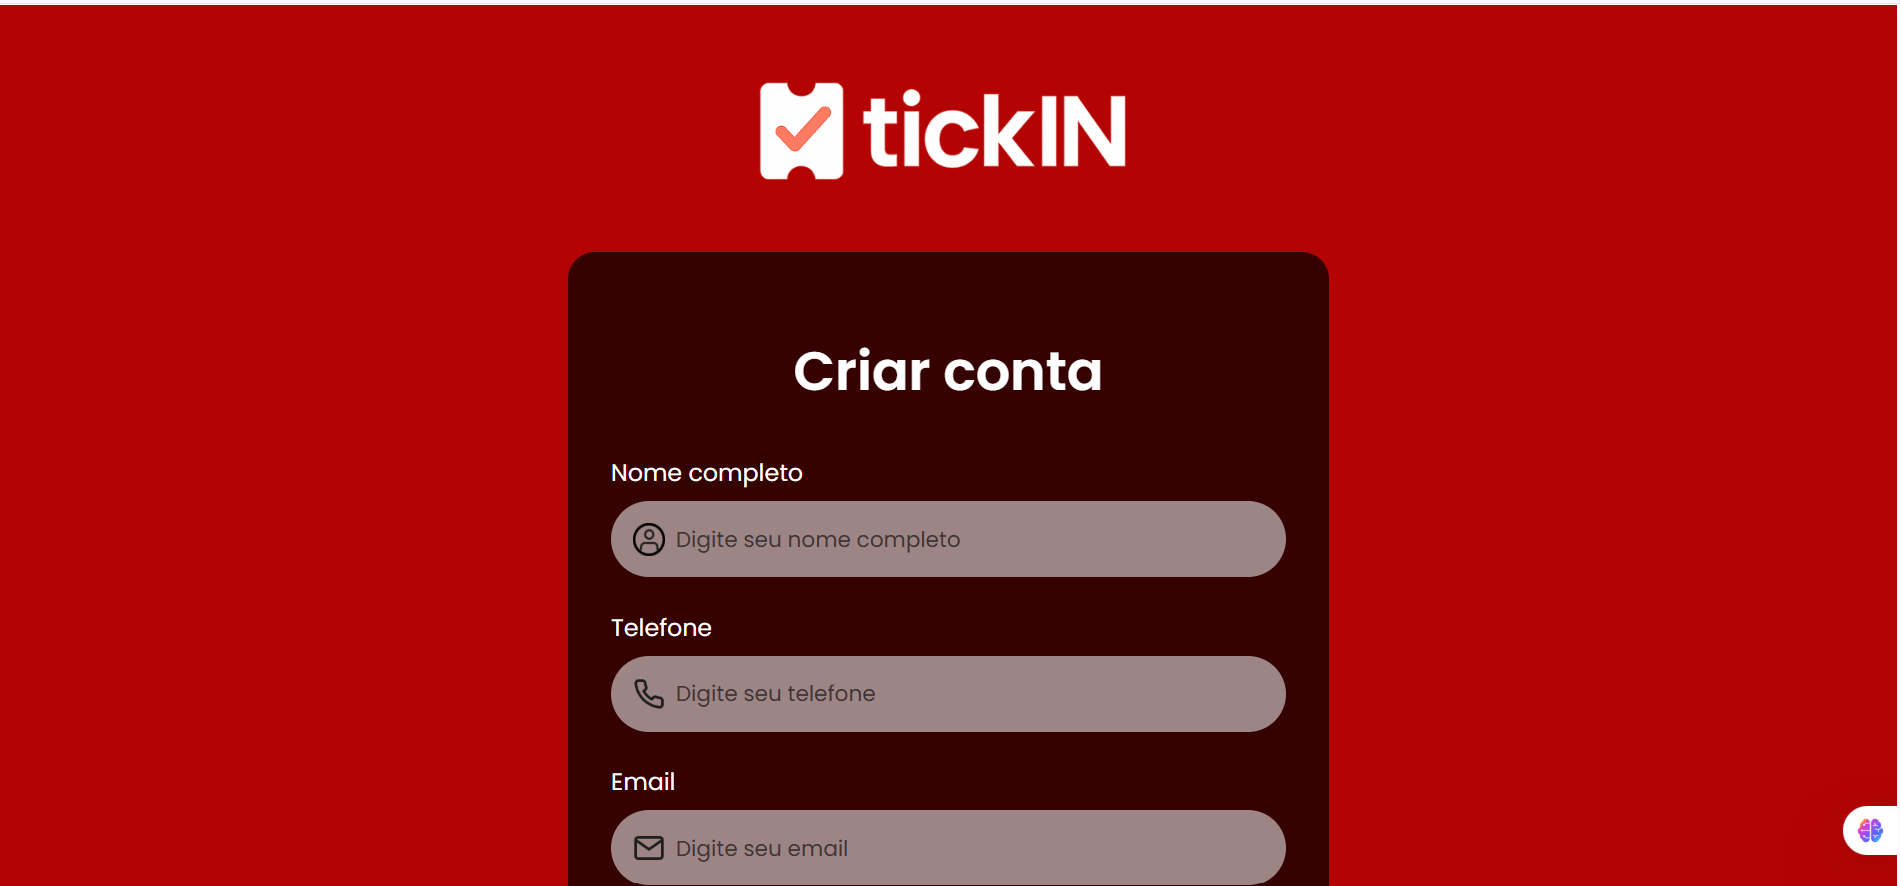 tickIN
Criar conta
Nome completo
Digite seu nome completo
Telefone
Digite seu telefone
Email
Digite seu email